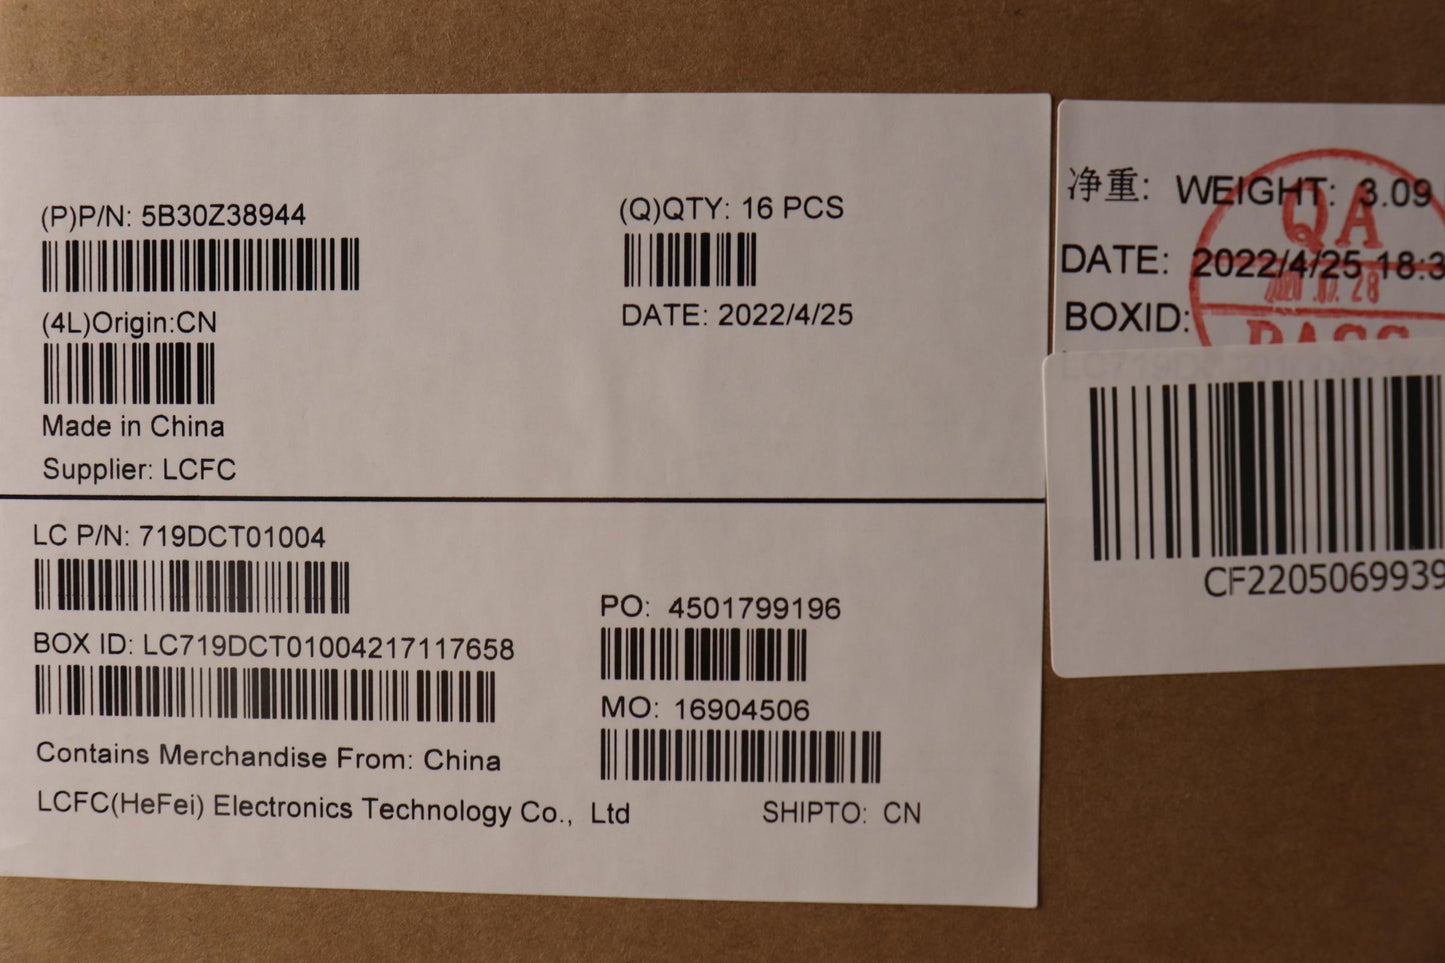 (P)P/N: 5B30Z38944
(Q)QTY: 16 PCS
(4L)Origin:CN
DATE: 2022/4/25
Made in China
Supplier: LCFC
LC P/N: 719DCT01004
BOX ID: LC719DCT01004217117658
PO: 4501799196
MO: 16904506
Contains Merchandise From: China
LCFC(HeFei) Electronics Technology Co., Ltd
SHIPTO: CN
净重: WEIGHT: 3.09
DATE: 2022/4/25 18:3
BOXID:
QA
28
PASS
CF2205069939